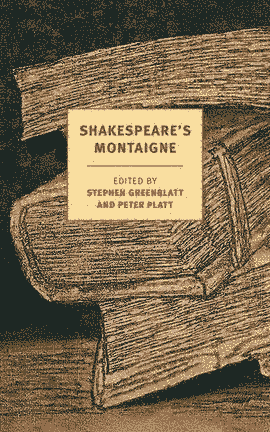 SHAKESPEARE'S
MONTAIGNE
EDITED BY
STEPHEN GREENBLATT
AND PETER PLATT